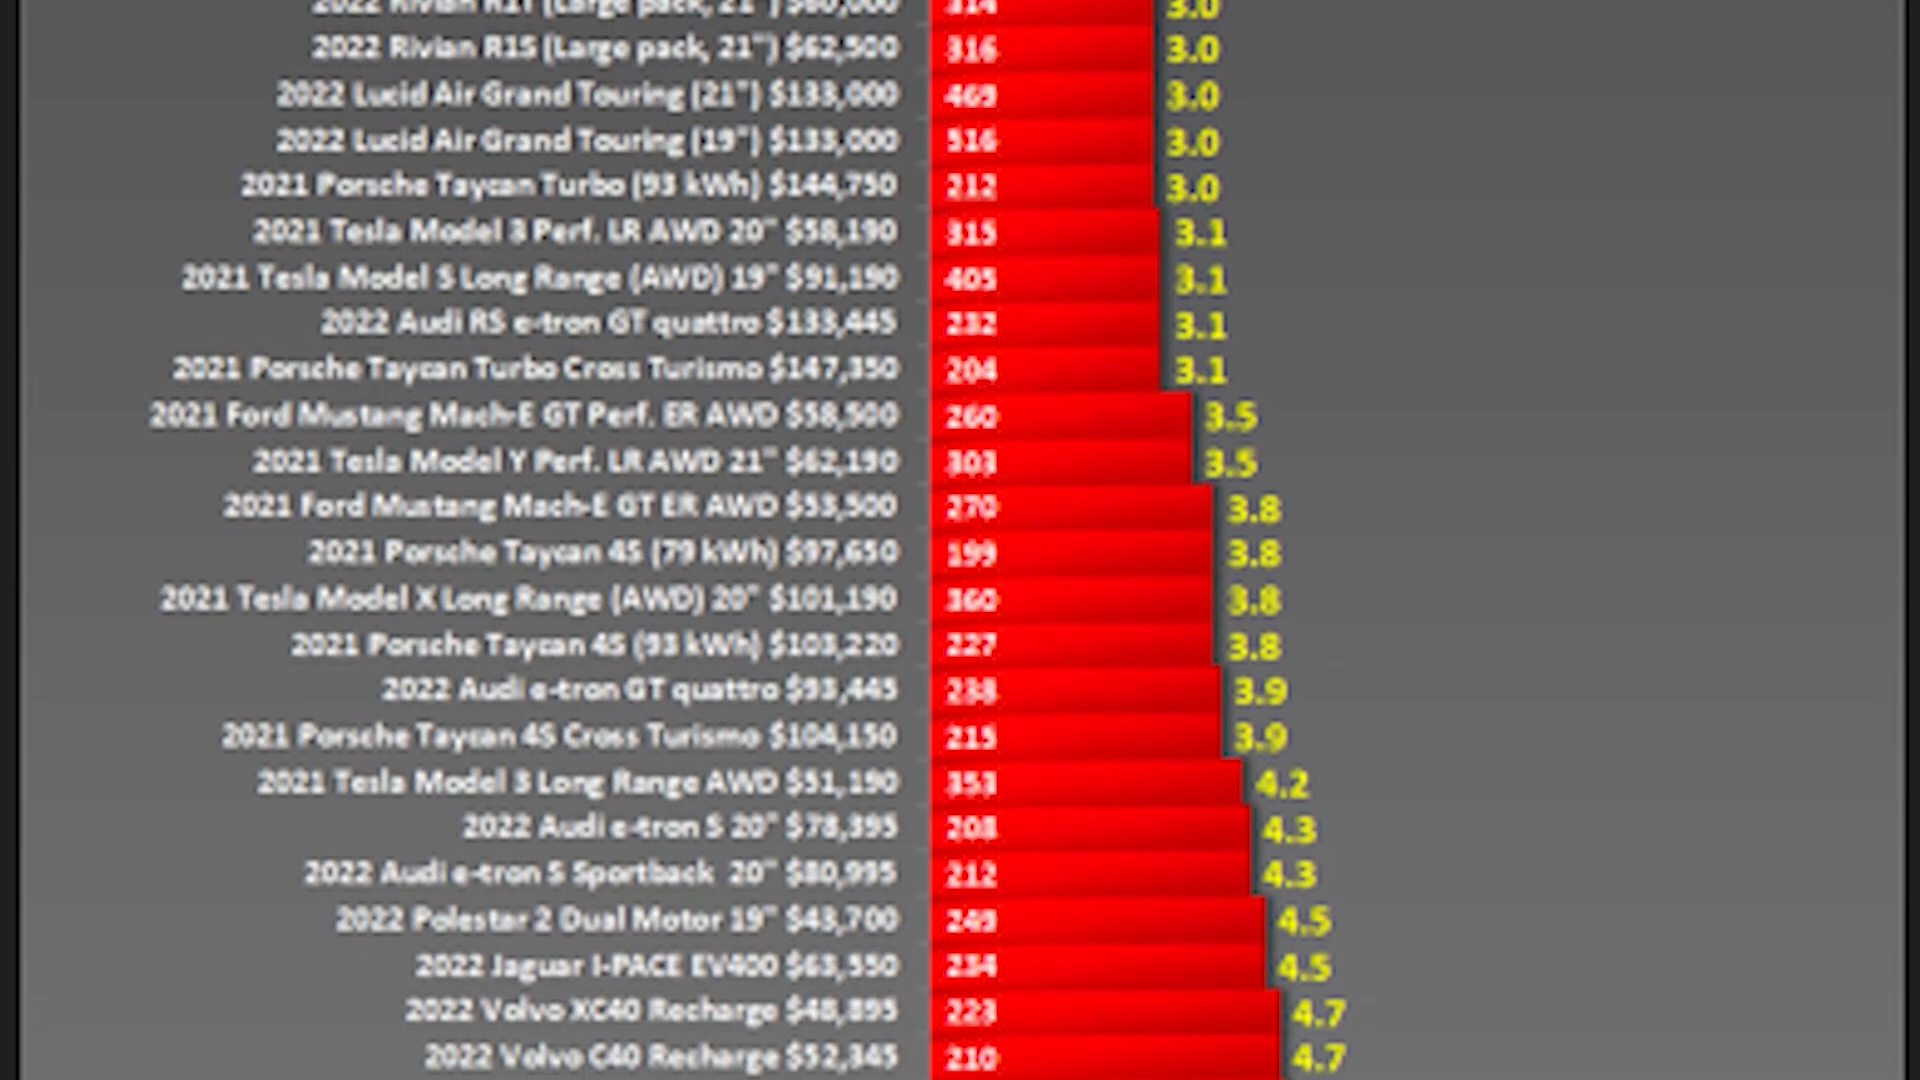 2022 Rivian R1T (Large pack, 21") $60,000 314 3.0
2022 Rivian R1S (Large pack, 21") $62,500 316 3.0
2022 Lucid Air Grand Touring (21") $133,000 469 3.0
2022 Lucid Air Grand Touring (19") $133,000 516 3.0
2021 Porsche Taycan Turbo (93 kWh) $144,750 212 3.0
2021 Tesla Model 3 Perf. LR AWD 20" $58,190 315 3.1
2021 Tesla Model S Long Range (AWD) 19" $91,190 405 3.1
2022 Audi RS e-tron GT quattro $133,445 232 3.1
2021 Porsche Taycan Turbo Cross Turismo $147,350 204 3.1
2021 Ford Mustang Mach-E GT Perf. ER AWD $58,500 260 3.5
2021 Tesla Model Y Perf. LR AWD 21" $62,190 303 3.5
2021 Ford Mustang Mach-E GT ER AWD $53,500 270 3.8
2021 Porsche Taycan 4S (79 kWh) $97,650 199 3.8
2021 Tesla Model X Long Range (AWD) 20" $101,190 360 3.8
2021 Porsche Taycan 4S (93 kWh) $103,220 227 3.8
2022 Audi e-tron GT quattro $93,445 238 3.9
2021 Porsche Taycan 4S Cross Turismo $104,150 215 3.9
2021 Tesla Model 3 Long Range AWD $51,190 353 4.2
2022 Audi e-tron S 20" $78,395 208 4.3
2022 Audi e-tron S Sportback 20" $80,995 212 4.3
2022 Polestar 2 Dual Motor 19" $43,700 249 4.5
2022 Jaguar I-PACE EV400 $63,550 234 4.5
2022 Volvo XC40 Recharge $48,895 223 4.7
2022 Volvo C40 Recharge $52,345 210 4.7